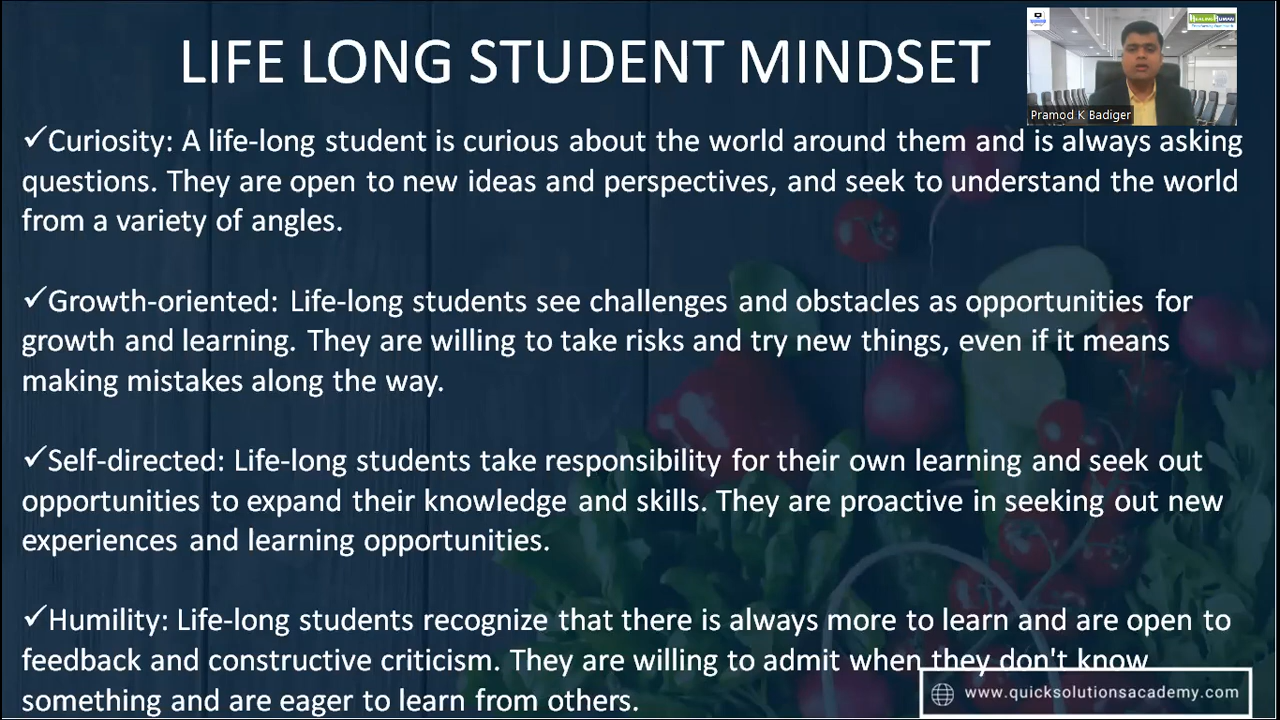 LIFE LONG STUDENT MINDSET
HEALING HUMAN
Pramod K Badiger
✓Curiosity: A life-long student is curious about the world around them and is always asking
questions. They are open to new ideas and perspectives, and seek to understand the world
from a variety of angles.
✓Growth-oriented: Life-long students see challenges and obstacles as opportunities for
growth and learning. They are willing to take risks and try new things, even if it means
making mistakes along the way.
✓Self-directed: Life-long students take responsibility for their own learning and seek out
opportunities to expand their knowledge and skills. They are proactive in seeking out new
experiences and learning opportunities.
✓Humility: Life-long students recognize that there is always more to learn and are open to
feedback and constructive criticism. They are willing to admit when they don't know
something and are eager to learn from others.
www.quicksolutionsacademy.com